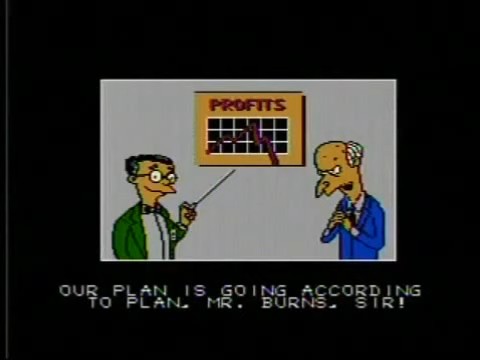 PROFITS
OUR PLAN IS GOING ACCORDING
TO PLAN, MR. BURNS, SIR!